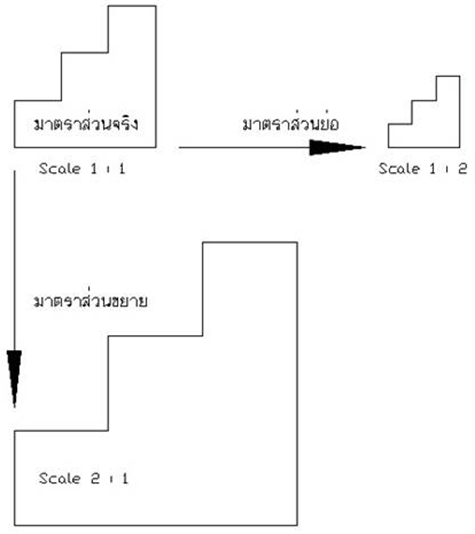 มาตราส่วนจริง
มาตราส่วนย่อ
Scale 1 : 1
Scale 1 : 2
มาตราส่วนขยาย
Scale 2 : 1